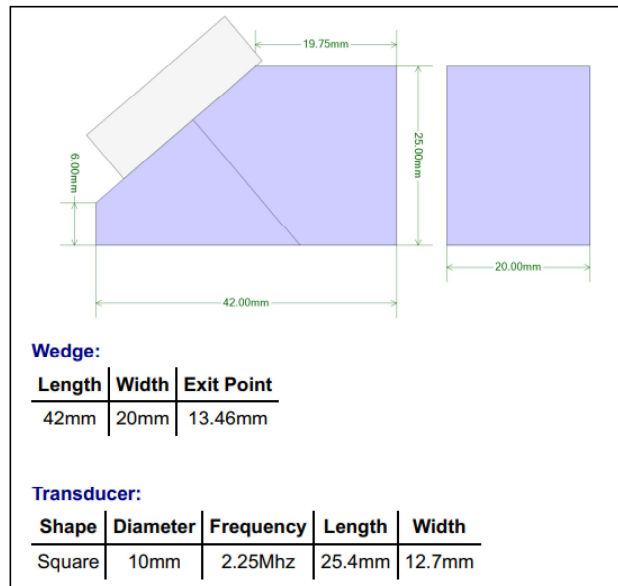 19.75mm
6.00mm
25.00mm
20.00mm
42.00mm
Wedge:
Length Width Exit Point
42mm 20mm 13.46mm
Transducer:
Shape Diameter Frequency Length Width
Square 10mm 2.25Mhz 25.4mm 12.7mm